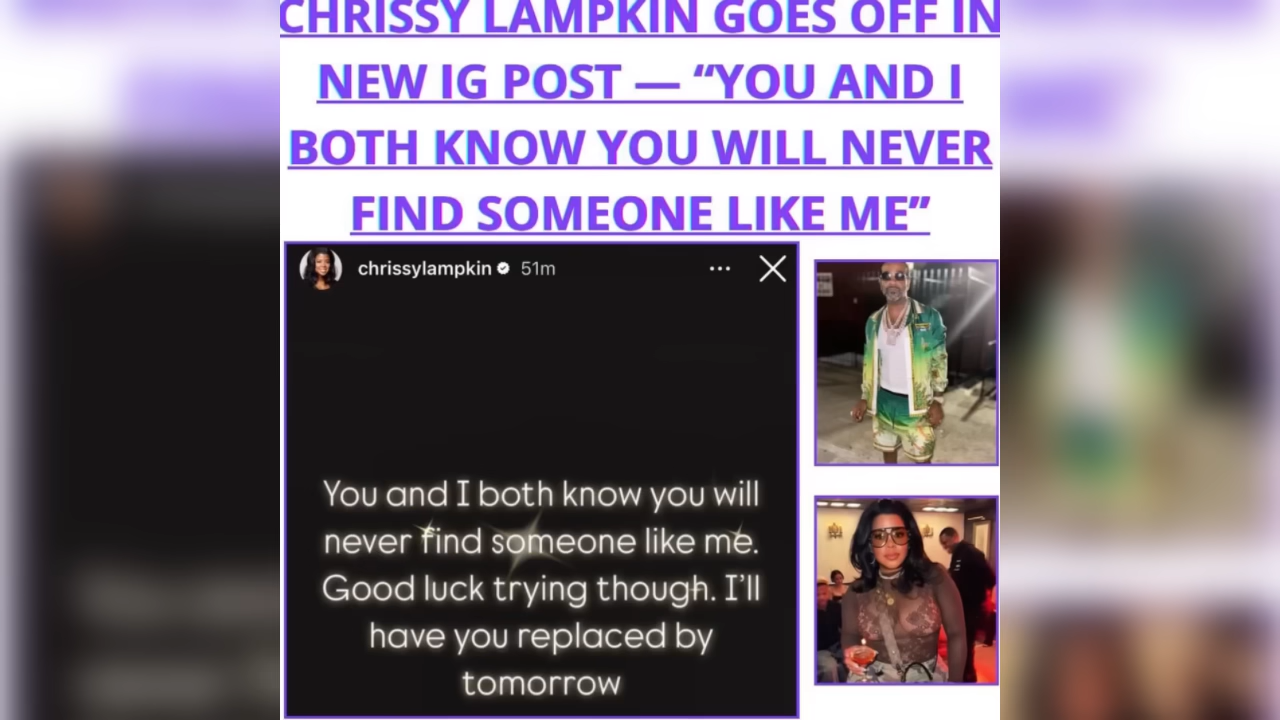 CHRISSY LAMPKIN GOES OFF IN
NEW IG POST — “YOU AND I
BOTH KNOW YOU WILL NEVER
FIND SOMEONE LIKE ME”
chrissylampkin 51m
You and I both know you will
never find someone like me.
Good luck trying though. I’ll
have you replaced by
tomorrow